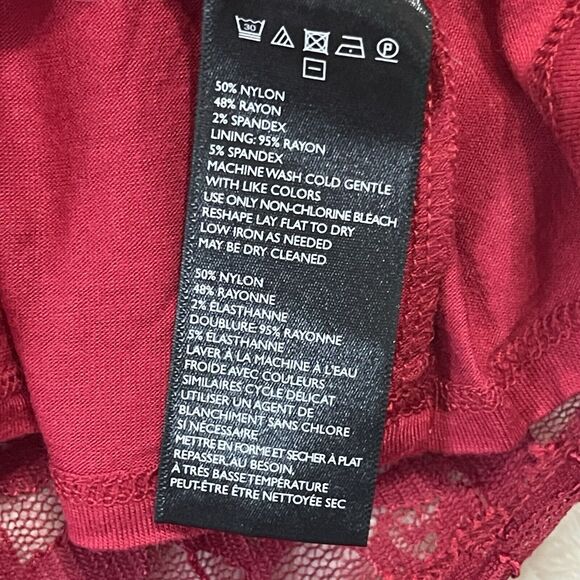 30
P
50% NYLON
48% RAYON
2% SPANDEX
LINING: 95% RAYON
5% SPANDEX
MACHINE WASH COLD GENTLE
WITH LIKE COLORS
USE ONLY NON-CHLORINE BLEACH
RESHAPE LAY FLAT TO DRY
LOW IRON AS NEEDED
MAY BE DRY CLEANED
50% NYLON
48% RAYONNE
2% ÉLASTHANNE
DOUBLURE: 95% RAYONNE
5% ÉLASTHANNE
LAVER À LA MACHINE À L'EAU
FROIDE AVEC COULEURS
SIMILAIRES CYCLE DÉLICAT
UTILISER UN AGENT DE
BLANCHIMENT SANS CHLORE
SI NÉCESSAIRE
METTRE EN FORME ET SÉCHER À PLAT
REPASSER AU BESOIN,
À TRÈS BASSE TEMPÉRATURE
PEUT-ÊTRE ÊTRE NETTOYÉE SEC